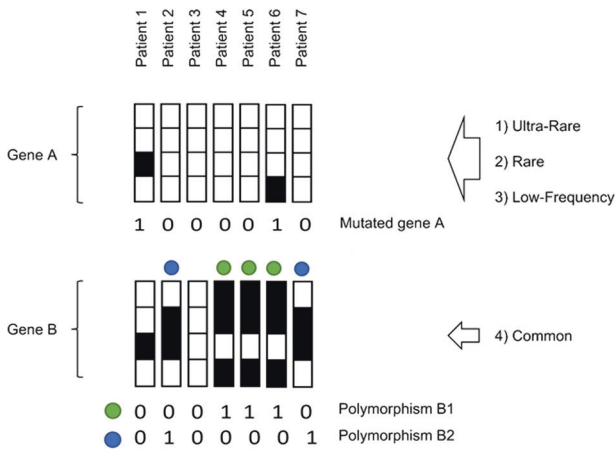 Patient 1 Patient 2 Patient 3 Patient 4 Patient 5 Patient 6 Patient 7
Gene A
1) Ultra-Rare
2) Rare
3) Low-Frequency
1 0 0 0 0 1 0 Mutated gene A
Gene B
4) Common
0 0 0 1 1 1 0 Polymorphism B1
0 1 0 0 0 0 1 Polymorphism B2